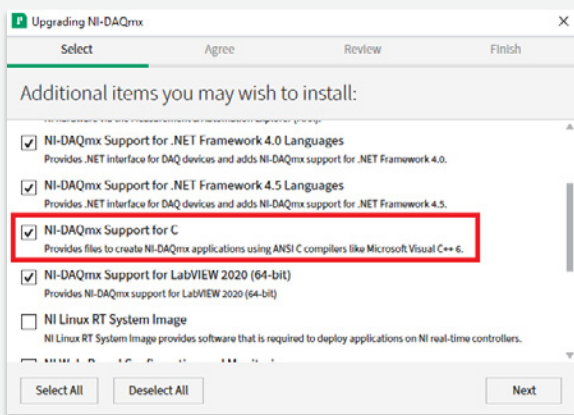 Upgrading NI-DAQmx
Select Agree Review Finish
Additional items you may wish to install:
NI-DAQmx Support for .NET Framework 4.0 Languages
Provides .NET interface for DAQ devices and adds NI-DAQmx support for .NET Framework 4.0.
NI-DAQmx Support for .NET Framework 4.5 Languages
Provides .NET interface for DAQ devices and adds NI-DAQmx support for .NET Framework 4.5.
NI-DAQmx Support for C
Provides files to create NI-DAQmx applications using ANSI C compilers like Microsoft Visual C++ 6.
NI-DAQmx Support for LabVIEW 2020 (64-bit)
Provides NI-DAQmx support for LabVIEW 2020 (64-bit)
NI Linux RT System Image
NI Linux RT System Image provides software that is required to deploy applications on NI real-time controllers.
Select All Deselect All Next